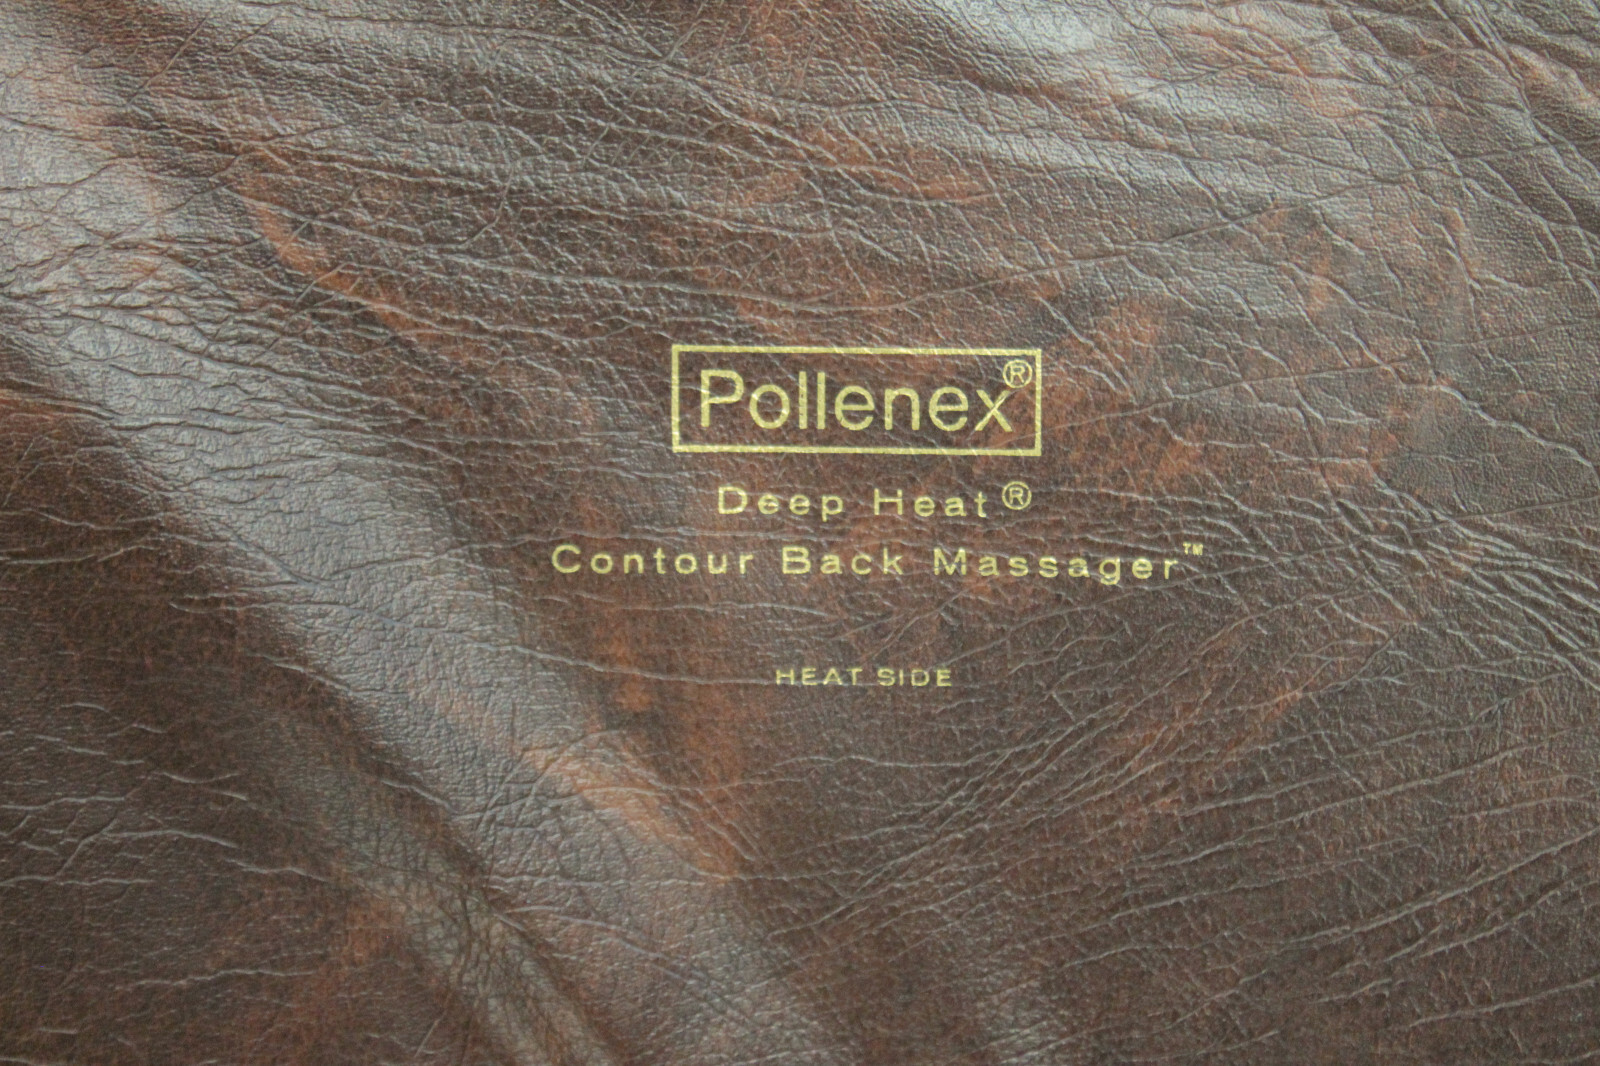 Pollenex®
Deep Heat®
Contour Back Massager™
HEAT SIDE